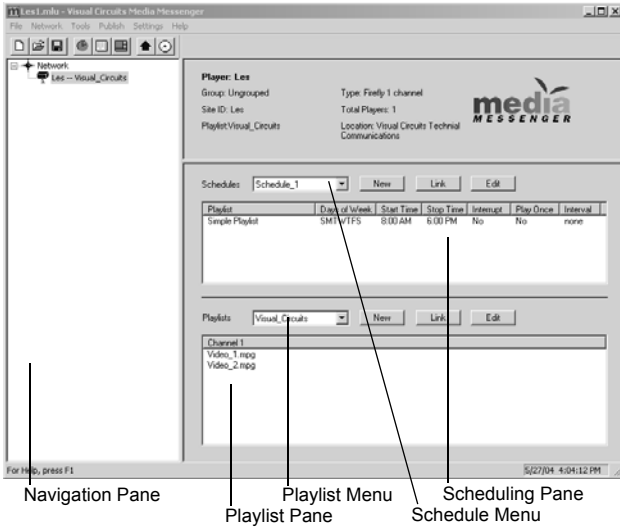 Les1.mlu - Visual Circuits Media Messenger
File Network Tools Publish Settings Help
Network
Les -- Visual_Circuits
Player: Les
Group: Ungrouped Type: Firefly 1 channel
Site ID: Les Total Players: 1
Playlist:Visual_Circuits Location: Visual Circuits Technial
Communications
media
MESSENGER
Schedules Schedule_1 New Link Edit
Playlist Days of Week Start Time Stop Time Interrupt Play Once Interval
Simple Playlist SMTWTFS 8:00 AM 6:00 PM No No none
Playlists Visual_Circuits New Link Edit
Channel 1
Video_1.mpg
Video_2.mpg
For Help, press F1 5/27/04 4:04:12 PM
Navigation Pane Playlist Menu Scheduling Pane
Playlist Pane Schedule Menu